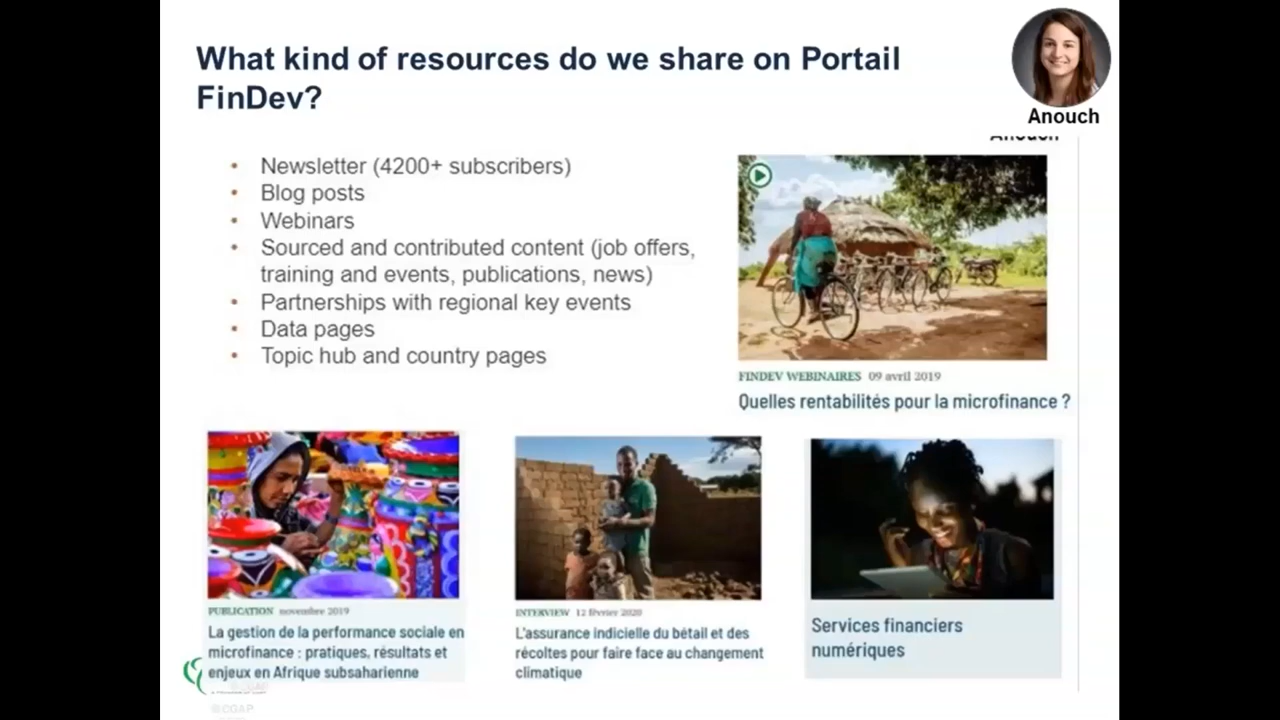 What kind of resources do we share on Portail
FinDev?
Anouch
• Newsletter (4200+ subscribers)
• Blog posts
• Webinars
• Sourced and contributed content (job offers,
training and events, publications, news)
• Partnerships with regional key events
• Data pages
• Topic hub and country pages
FINDEV WEBINAIRES 09 avril 2019
Quelles rentabilités pour la microfinance ?
PUBLICATION novembre 2019
La gestion de la performance sociale en
microfinance : pratiques, résultats et
enjeux en Afrique subsaharienne
INTERVIEW 12 février 2020
L'assurance indicielle du bétail et des
récoltes pour faire face au changement
climatique
Services financiers
numériques
©CGAP